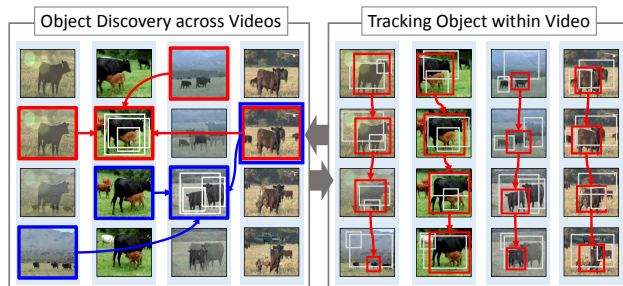 Object Discovery across Videos
Tracking Object within Video